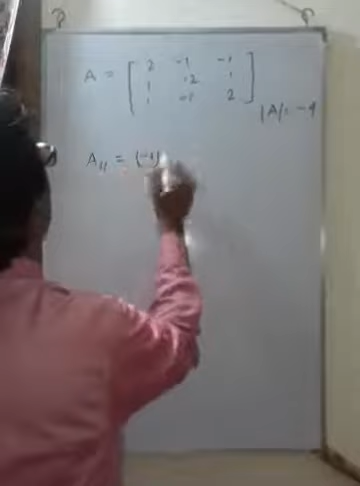 A = [ 2 -1 -1
1 -2 1
1 -1 2 ]
|A| = -4
A₁₁ = (-1)